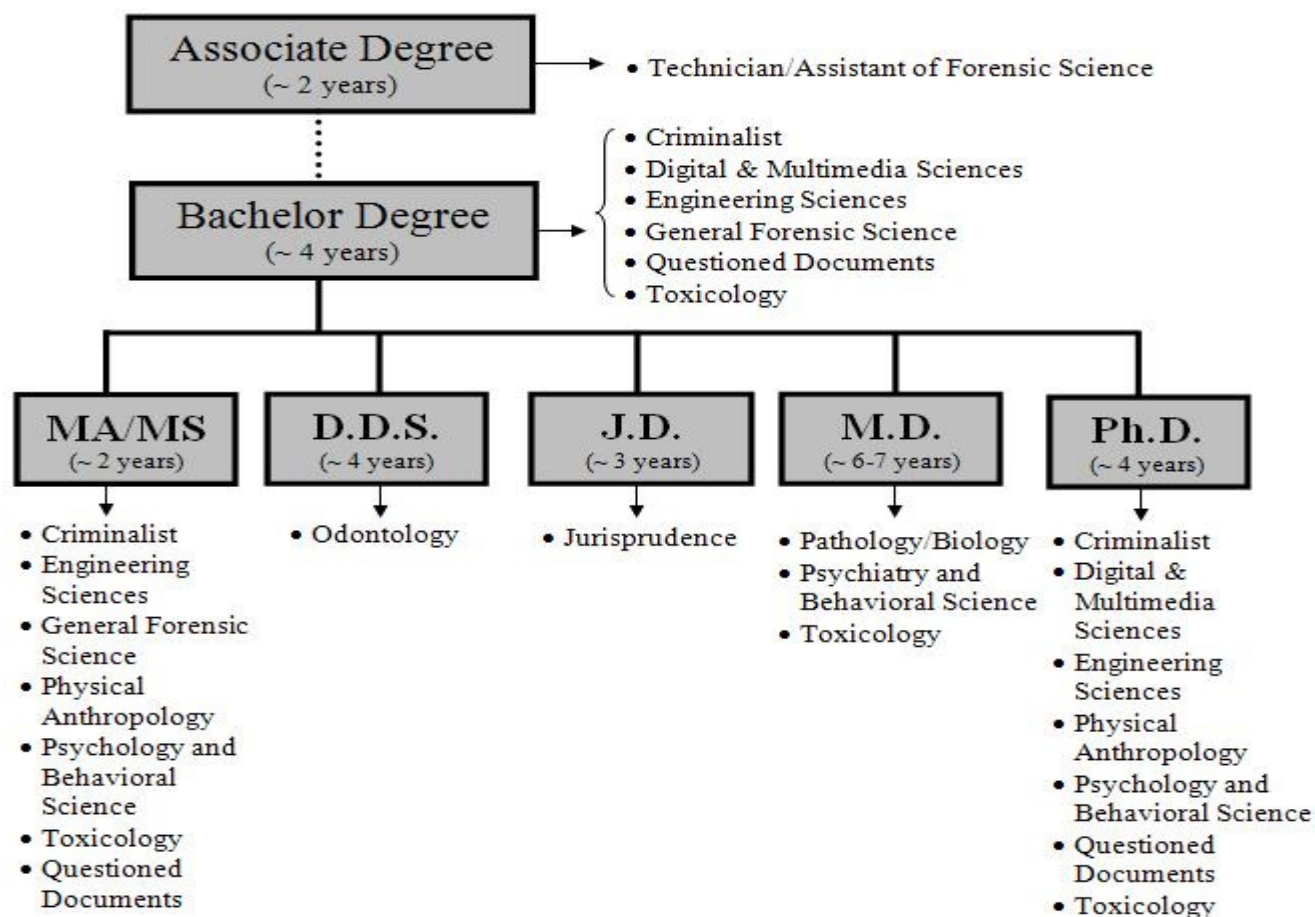 Associate Degree
(~ 2 years)
• Technician/Assistant of Forensic Science
Bachelor Degree
(~ 4 years)
• Criminalist
• Digital & Multimedia Sciences
• Engineering Sciences
• General Forensic Science
• Questioned Documents
• Toxicology
MA/MS
(~ 2 years)
• Criminalist
• Engineering
Sciences
• General Forensic
Science
• Physical
Anthropology
• Psychology and
Behavioral
Science
• Toxicology
• Questioned
Documents
D.D.S.
(~ 4 years)
• Odontology
J.D.
(~ 3 years)
• Jurisprudence
M.D.
(~ 6-7 years)
• Pathology/Biology
• Psychiatry and
Behavioral Science
• Toxicology
Ph.D.
(~ 4 years)
• Criminalist
• Digital &
Multimedia
Sciences
• Engineering
Sciences
• Physical
Anthropology
• Psychology and
Behavioral Science
• Questioned
Documents
• Toxicology